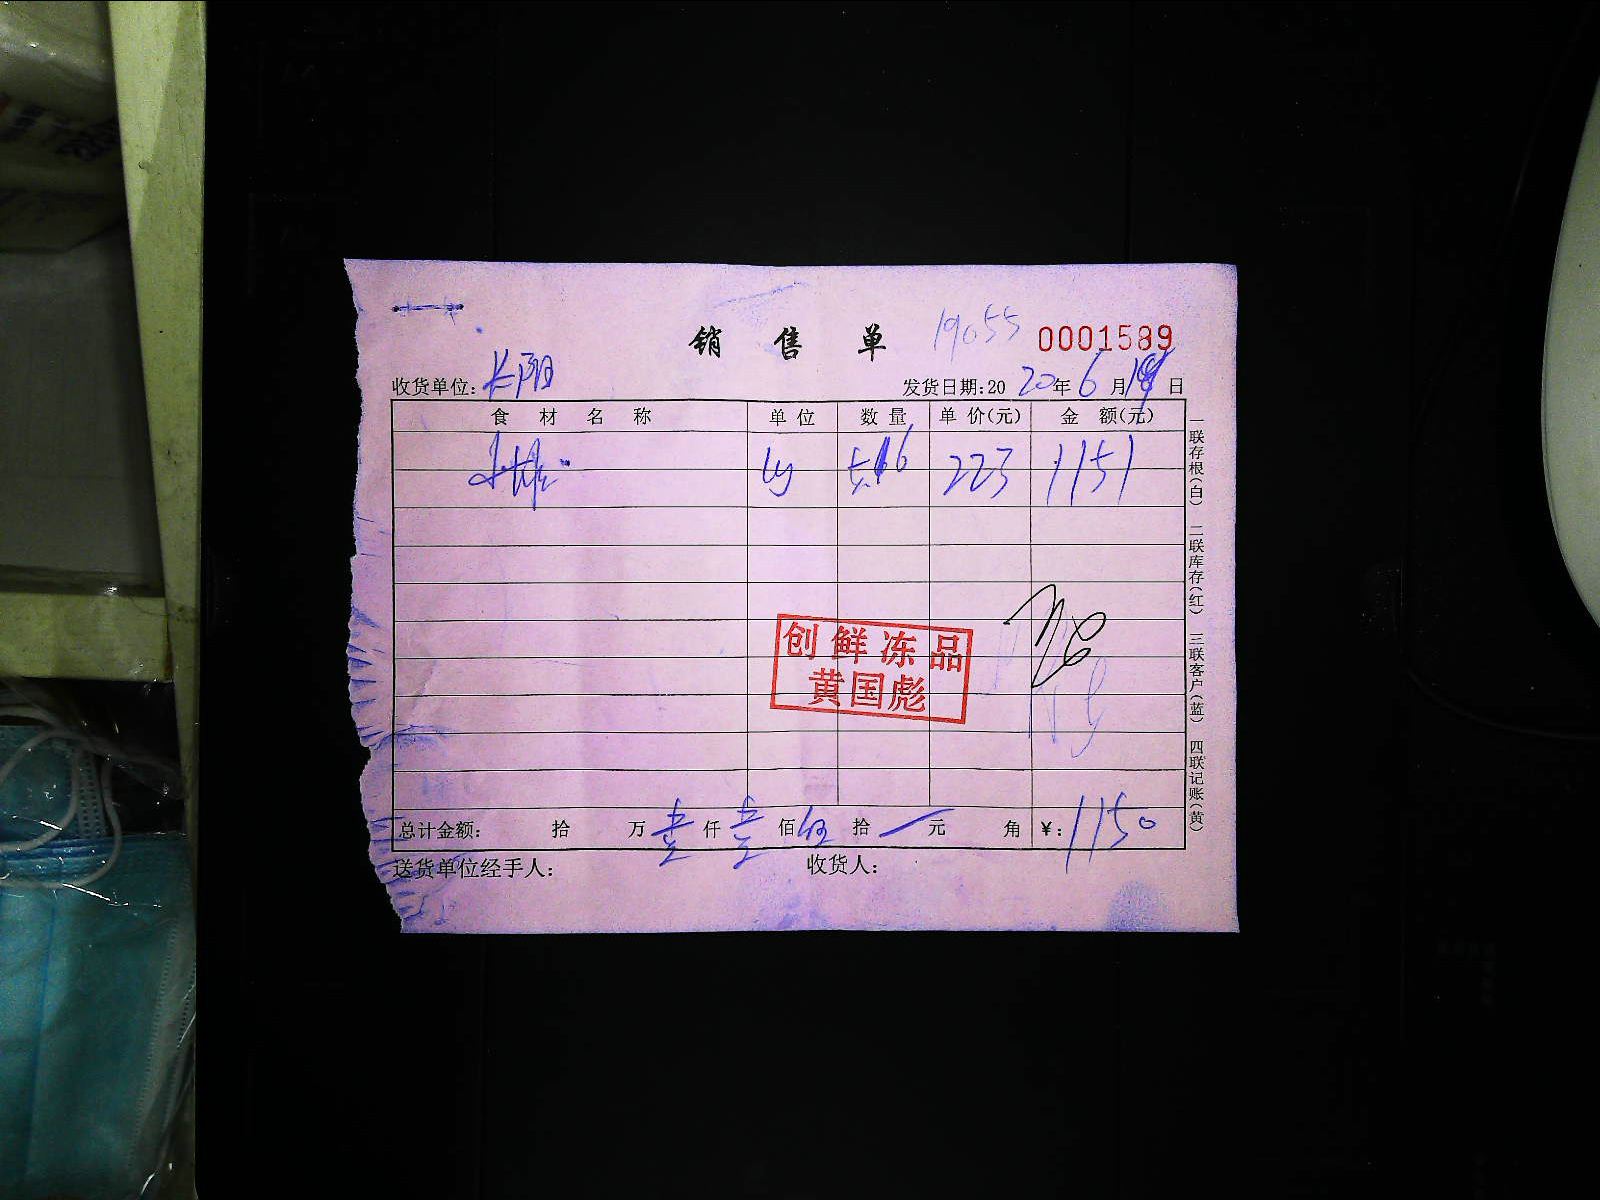 销售单 19055 0001589
收货单位: 长阳 发货日期:2020年6月 日
食材名称 单位 数量 单价(元) 金额(元)
223 1151
创鲜冻品
黄国彪
总计金额: 拾 万 壹仟 壹佰 伍拾 元 角 ¥:1150
送货单位经手人: 收货人:
一联存根(白) 二联库存(红) 三联客户(蓝) 四联记账(黄)